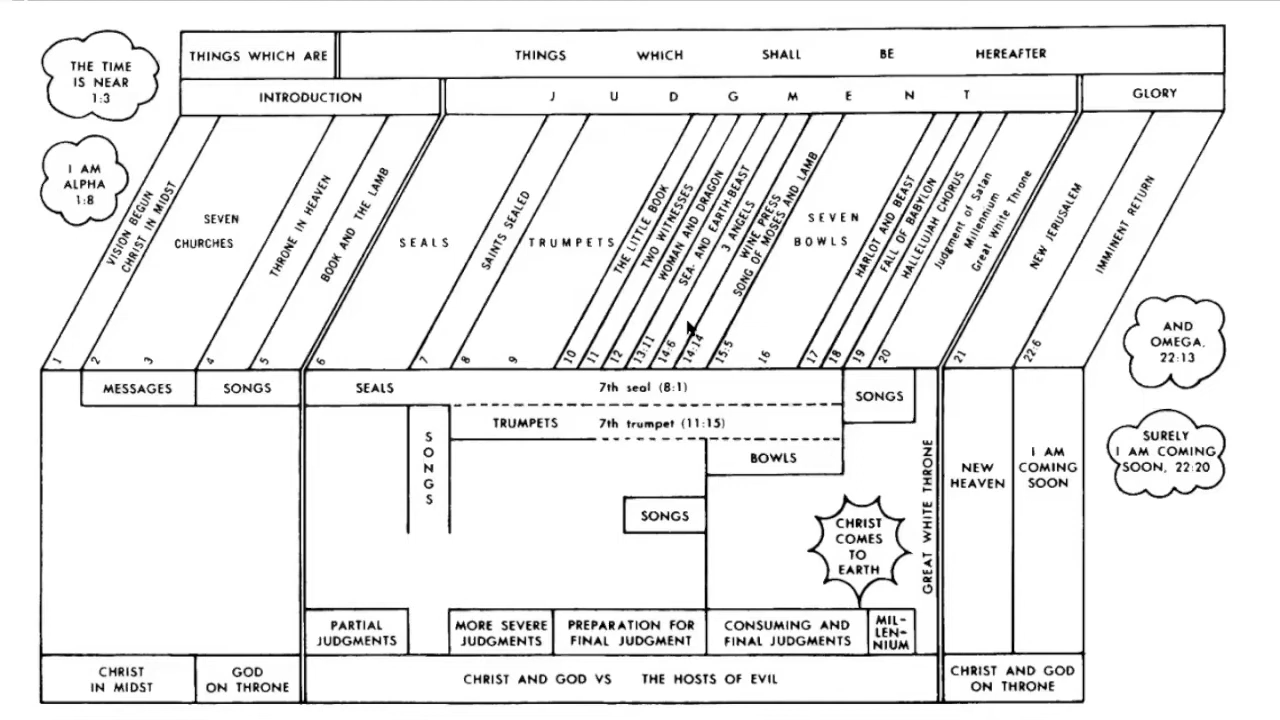 THE TIME
IS NEAR
1:3
I AM
ALPHA
1:8
THINGS WHICH ARE
THINGS WHICH SHALL BE HEREAFTER
INTRODUCTION
J U D G M E N T
GLORY
VISION BEGUN
CHRIST IN MIDST
SEVEN
CHURCHES
THRONE IN HEAVEN
BOOK AND THE LAMB
SEALS
SAINTS SEALED
TRUMPETS
THE LITTLE BOOK
TWO WITNESSES
WOMAN AND DRAGON
SEA- AND EARTH-BEAST
3 ANGELS
WINE PRESS
SONG OF MOSES AND LAMB
SEVEN
BOWLS
HARLOT AND BEAST
FALL OF BABYLON
HALLELUJAH CHORUS
Judgment of Satan
Millennium
Great White Throne
NEW JERUSALEM
IMMINENT RETURN
1 2 3 4 5 6 7 8 9 10 11 12 13:11 14:6 14:14 15:5 16 17 18 19 20 21 22:6
AND
OMEGA,
22:13
SURELY
I AM COMING
SOON, 22:20
MESSAGES
SONGS
SEALS
7th seal (8:1)
SONGS
TRUMPETS
7th trumpet (11:15)
SONGS
BOWLS
SONGS
CHRIST
COMES
TO
EARTH
GREAT WHITE THRONE
NEW
HEAVEN
I AM
COMING
SOON
PARTIAL
JUDGMENTS
MORE SEVERE
JUDGMENTS
PREPARATION FOR
FINAL JUDGMENT
CONSUMING AND
FINAL JUDGMENTS
MIL-
LEN-
NIUM
CHRIST
IN MIDST
GOD
ON THRONE
CHRIST AND GOD VS THE HOSTS OF EVIL
CHRIST AND GOD
ON THRONE